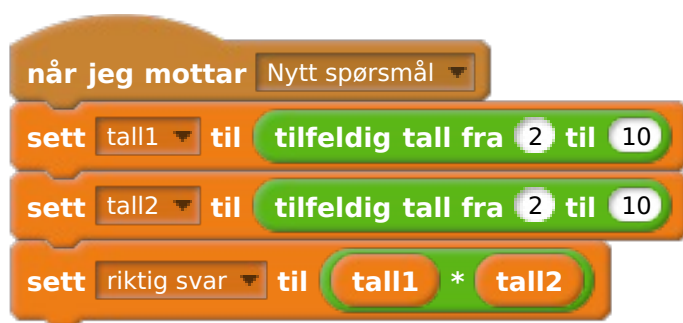 når jeg mottar Nytt spørsmål
sett tall1 til tilfeldig tall fra 2 til 10
sett tall2 til tilfeldig tall fra 2 til 10
sett riktig svar til tall1 * tall2